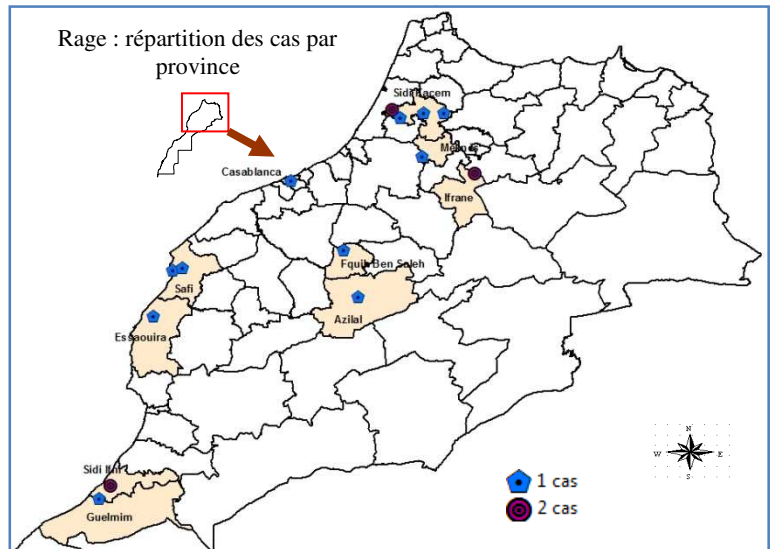 Rage : répartition des cas par
province
Sidi Kacem
Meknes
Casablanca
Ifrane
Fquih Ben Saleh
Safi
Azilal
Essaouira
Sidi Ifni
Guelmim
N
W E
S
1 cas
2 cas